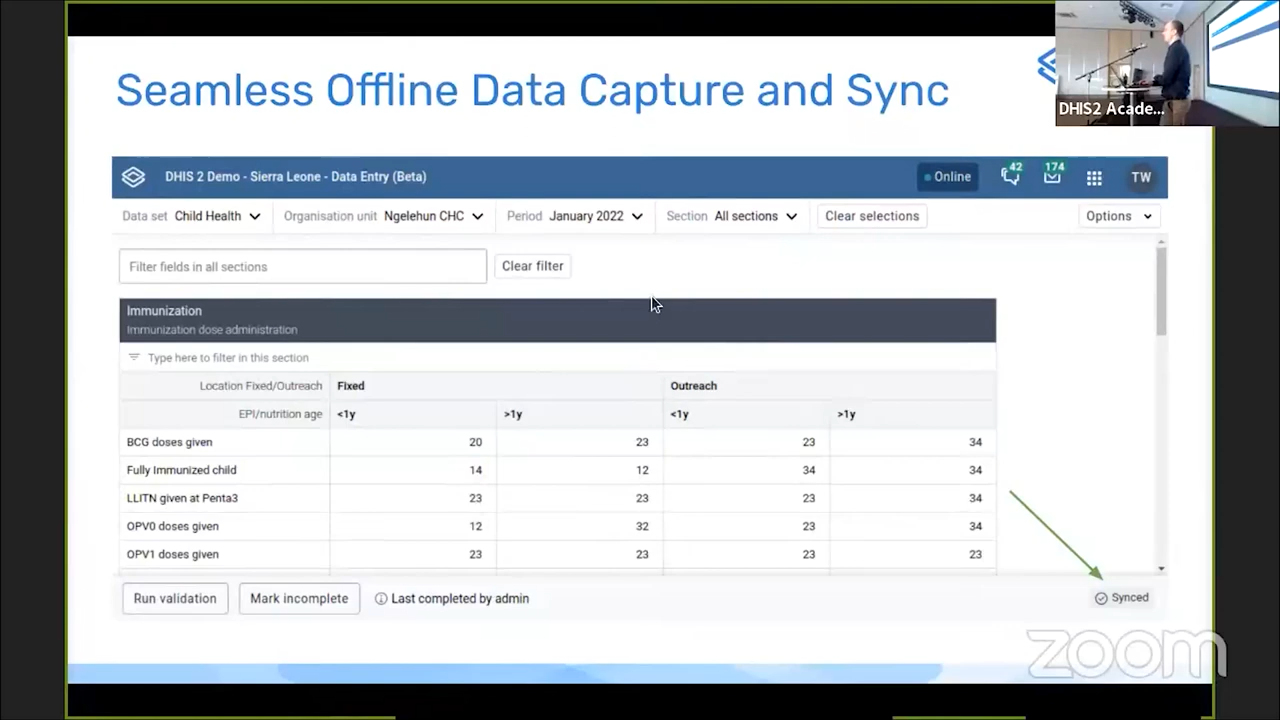 Seamless Offline Data Capture and Sync
DHIS2 Acade...
DHIS 2 Demo - Sierra Leone - Data Entry (Beta)
Online
42
174
TW
Data set Child Health
Organisation unit Ngelehun CHC
Period January 2022
Section All sections
Clear selections
Options
Filter fields in all sections
Clear filter
Immunization
Immunization dose administration
Type here to filter in this section
Location Fixed/Outreach Fixed Outreach
EPI/nutrition age <1y >1y <1y >1y
BCG doses given 20 23 23 34
Fully Immunized child 14 12 34 34
LLITN given at Penta3 23 23 23 34
OPV0 doses given 12 32 23 34
OPV1 doses given 23 23 23 23
Run validation
Mark incomplete
Last completed by admin
Synced
zoom